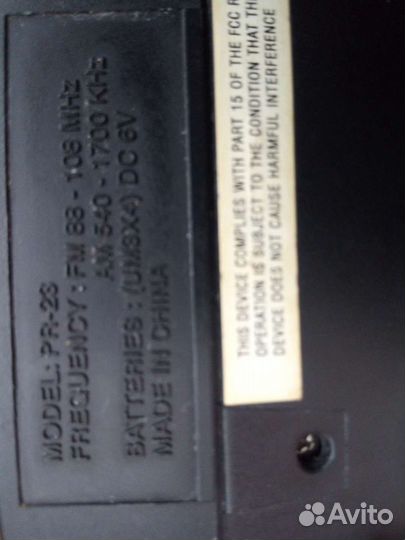 MODEL: PR-23
FREQUENCY : FM 88 - 108 MHz
AM 540 - 1700 KHz
BATTERIES : (UM3X4) DC 6V
MADE IN CHINA
THIS DEVICE COMPLIES WITH PART 15 OF THE FCC R
OPERATION IS SUBJECT TO THE CONDITION THAT TH
DEVICE DOES NOT CAUSE HARMFUL INTERFERENCE
Avito